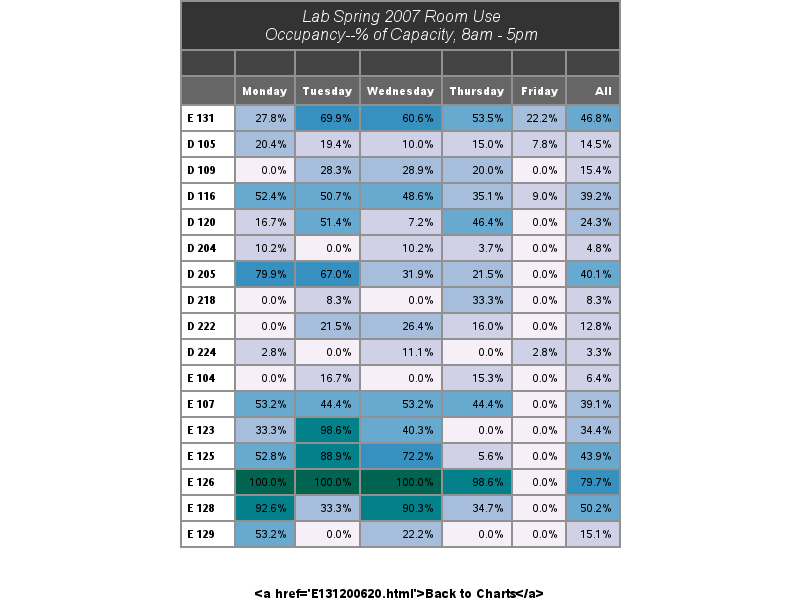 Lab Spring 2007 Room Use
Occupancy--% of Capacity, 8am - 5pm
Monday Tuesday Wednesday Thursday Friday All
E 131 27.8% 69.9% 60.6% 53.5% 22.2% 46.8%
D 105 20.4% 19.4% 10.0% 15.0% 7.8% 14.5%
D 109 0.0% 28.3% 28.9% 20.0% 0.0% 15.4%
D 116 52.4% 50.7% 48.6% 35.1% 9.0% 39.2%
D 120 16.7% 51.4% 7.2% 46.4% 0.0% 24.3%
D 204 10.2% 0.0% 10.2% 3.7% 0.0% 4.8%
D 205 79.9% 67.0% 31.9% 21.5% 0.0% 40.1%
D 218 0.0% 8.3% 0.0% 33.3% 0.0% 8.3%
D 222 0.0% 21.5% 26.4% 16.0% 0.0% 12.8%
D 224 2.8% 0.0% 11.1% 0.0% 2.8% 3.3%
E 104 0.0% 16.7% 0.0% 15.3% 0.0% 6.4%
E 107 53.2% 44.4% 53.2% 44.4% 0.0% 39.1%
E 123 33.3% 98.6% 40.3% 0.0% 0.0% 34.4%
E 125 52.8% 88.9% 72.2% 5.6% 0.0% 43.9%
E 126 100.0% 100.0% 100.0% 98.6% 0.0% 79.7%
E 128 92.6% 33.3% 90.3% 34.7% 0.0% 50.2%
E 129 53.2% 0.0% 22.2% 0.0% 0.0% 15.1%
<a href='E131200620.html'>Back to Charts</a>